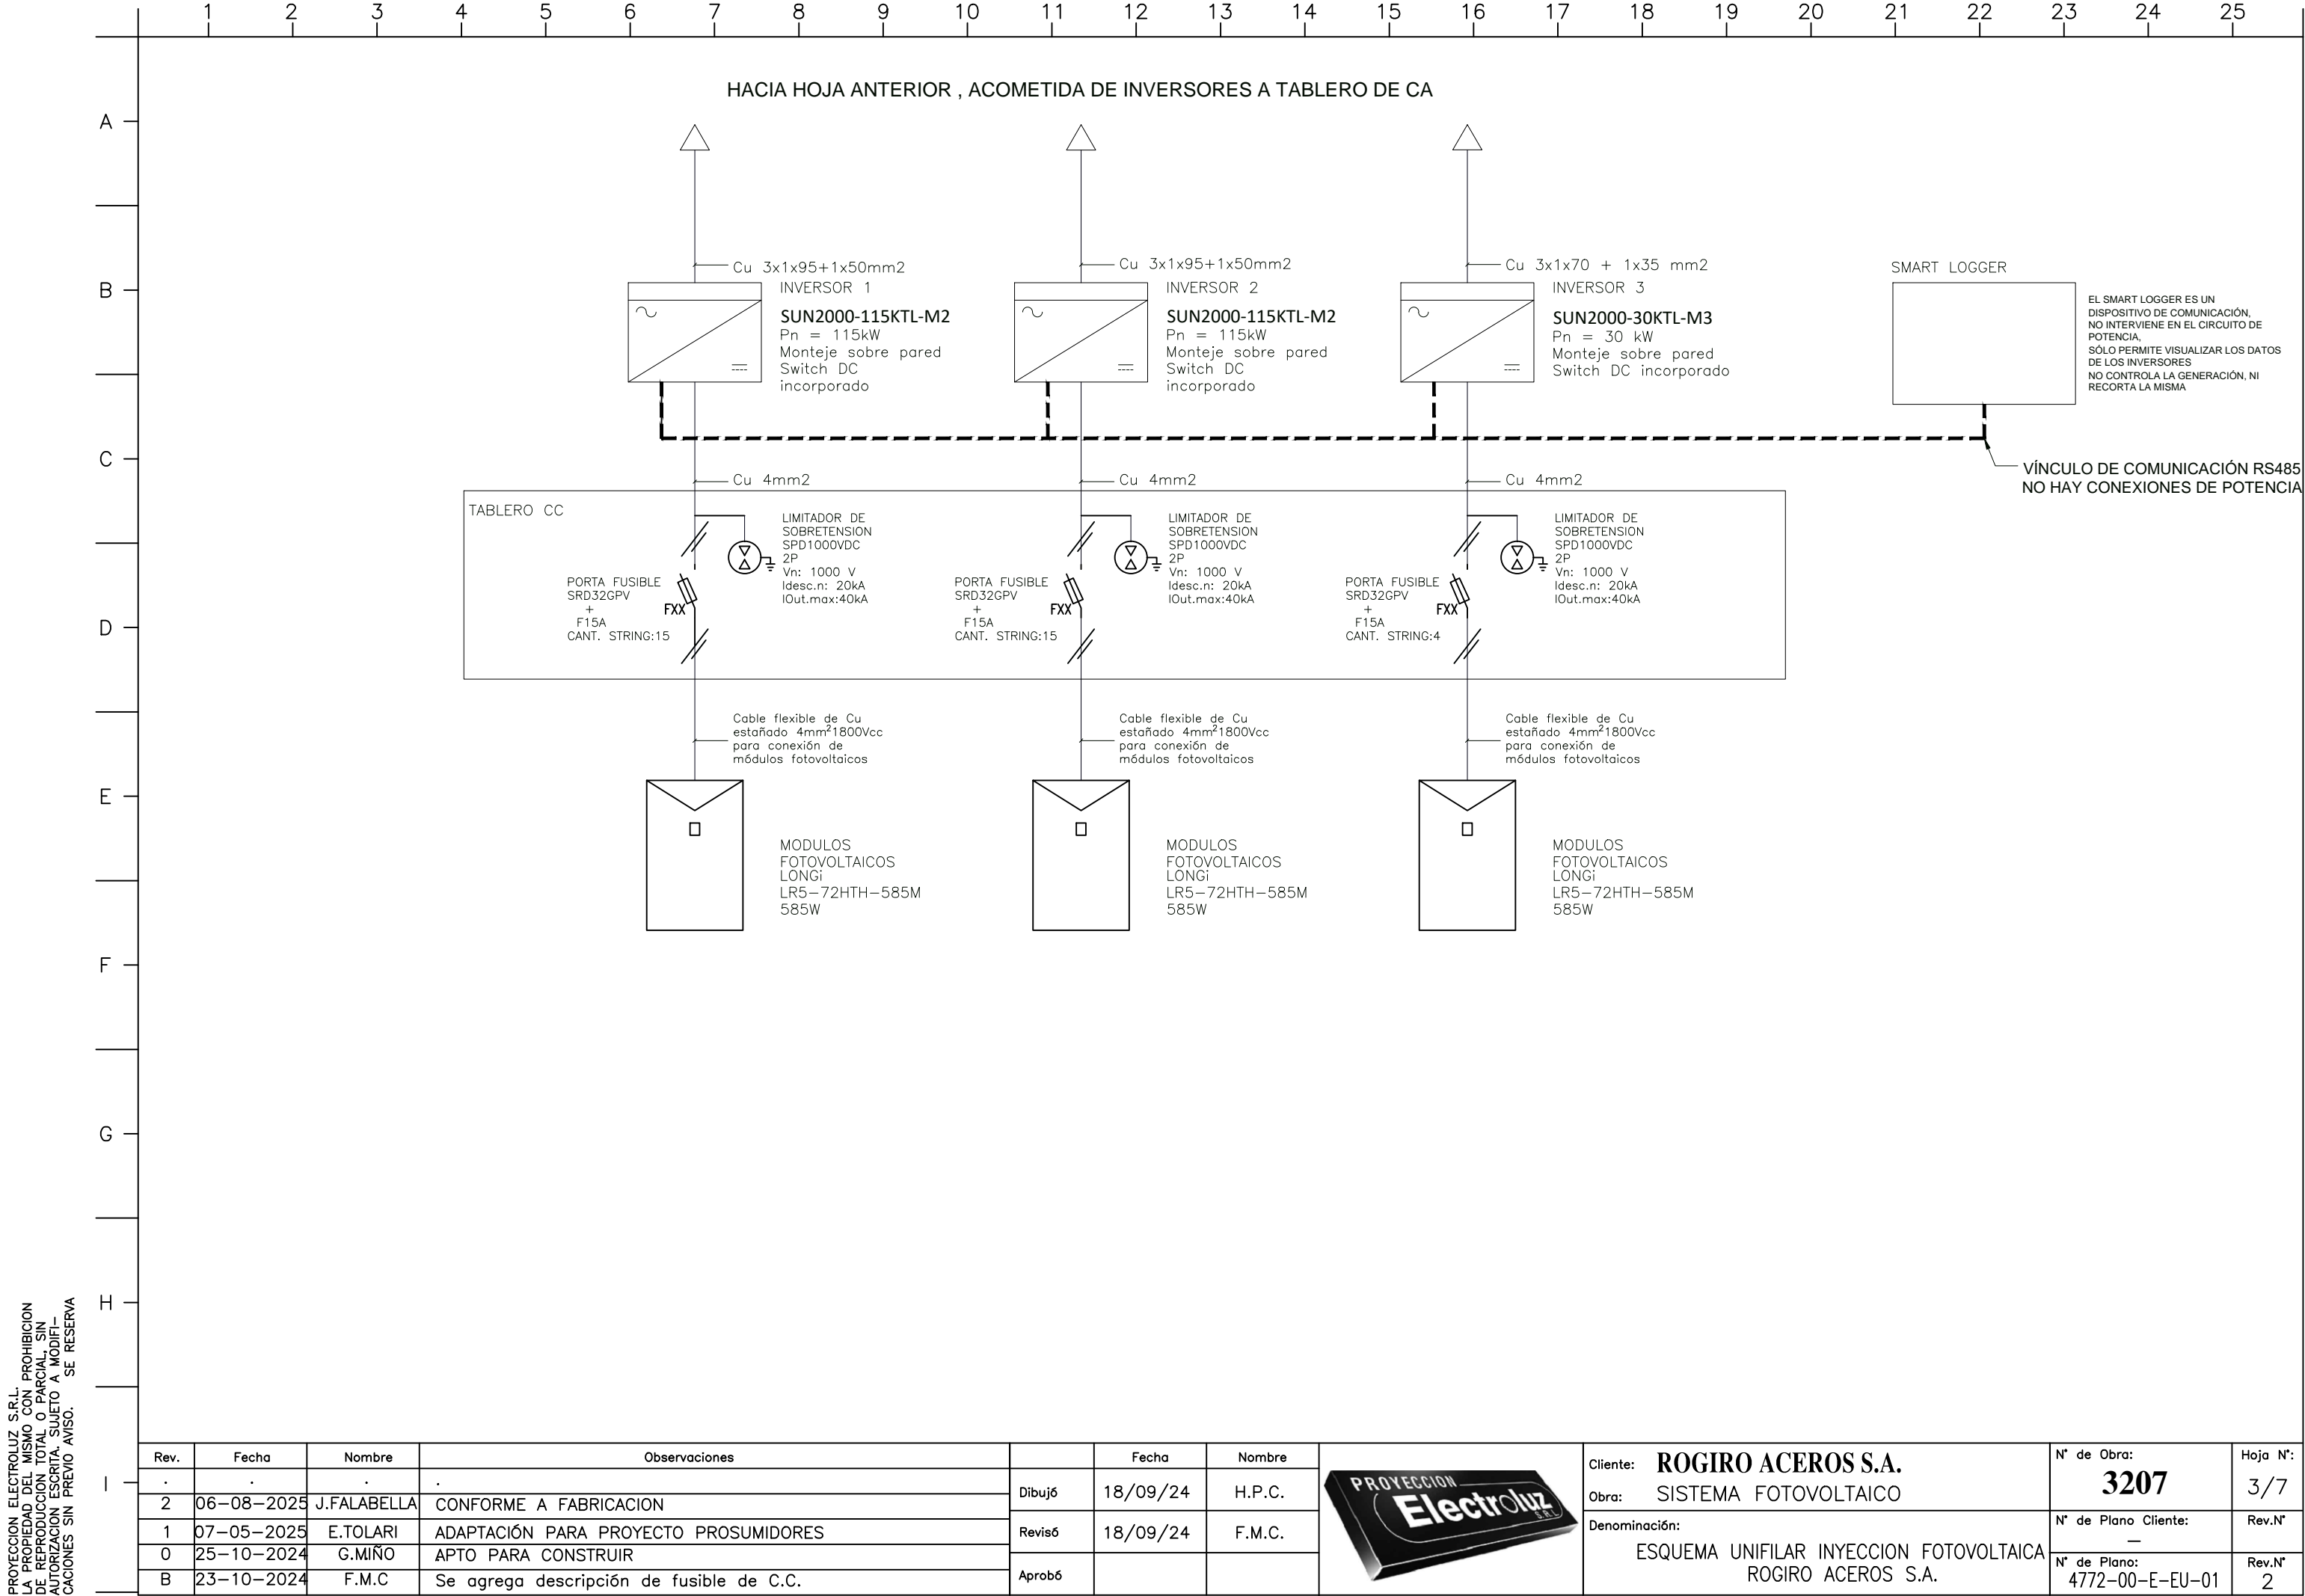 1 2 3 4 5 6 7 8 9 10 11 12 13 14 15 16 17 18 19 20 21 22 23 24 25
HACIA HOJA ANTERIOR , ACOMETIDA DE INVERSORES A TABLERO DE CA
A
B
C
D
E
F
G
H
I
Cu 3x1x95+1x50mm2
INVERSOR 1
SUN2000-115KTL-M2
Pn = 115kW
Monteje sobre pared
Switch DC
incorporado
Cu 3x1x95+1x50mm2
INVERSOR 2
SUN2000-115KTL-M2
Pn = 115kW
Monteje sobre pared
Switch DC
incorporado
Cu 3x1x70 + 1x35 mm2
INVERSOR 3
SUN2000-30KTL-M3
Pn = 30 kW
Monteje sobre pared
Switch DC incorporado
SMART LOGGER
EL SMART LOGGER ES UN
DISPOSITIVO DE COMUNICACIÓN,
NO INTERVIENE EN EL CIRCUITO DE
POTENCIA,
SÓLO PERMITE VISUALIZAR LOS DATOS
DE LOS INVERSORES
NO CONTROLA LA GENERACIÓN, NI
RECORTA LA MISMA
VÍNCULO DE COMUNICACIÓN RS485
NO HAY CONEXIONES DE POTENCIA
Cu 4mm2
Cu 4mm2
Cu 4mm2
TABLERO CC
LIMITADOR DE
SOBRETENSION
SPD1000VDC
2P
Vn: 1000 V
Idesc.n: 20kA
IOut.max:40kA
PORTA FUSIBLE
SRD32GPV
+
F15A
CANT. STRING:15
FXX
LIMITADOR DE
SOBRETENSION
SPD1000VDC
2P
Vn: 1000 V
Idesc.n: 20kA
IOut.max:40kA
PORTA FUSIBLE
SRD32GPV
+
F15A
CANT. STRING:15
FXX
LIMITADOR DE
SOBRETENSION
SPD1000VDC
2P
Vn: 1000 V
Idesc.n: 20kA
IOut.max:40kA
PORTA FUSIBLE
SRD32GPV
+
F15A
CANT. STRING:4
FXX
Cable flexible de Cu
estañado 4mm²1800Vcc
para conexión de
módulos fotovoltaicos
Cable flexible de Cu
estañado 4mm²1800Vcc
para conexión de
módulos fotovoltaicos
Cable flexible de Cu
estañado 4mm²1800Vcc
para conexión de
módulos fotovoltaicos
MODULOS
FOTOVOLTAICOS
LONGi
LR5-72HTH-585M
585W
MODULOS
FOTOVOLTAICOS
LONGi
LR5-72HTH-585M
585W
MODULOS
FOTOVOLTAICOS
LONGi
LR5-72HTH-585M
585W
PROYECCION ELECTROLUZ S.R.L.
LA PROPIEDAD DEL MISMO CON PROHIBICION
DE REPRODUCCION TOTAL O PARCIAL, SIN
AUTORIZACION ESCRITA. SUJETO A MODIFI-
CACIONES SIN PREVIO AVISO. SE RESERVA
Rev. Fecha Nombre Observaciones
. . . .
2 06-08-2025 J.FALABELLA CONFORME A FABRICACION
1 07-05-2025 E.TOLARI ADAPTACIÓN PARA PROYECTO PROSUMIDORES
0 25-10-2024 G.MIÑO APTO PARA CONSTRUIR
B 23-10-2024 F.M.C Se agrega descripción de fusible de C.C.
Fecha Nombre
Dibujó 18/09/24 H.P.C.
Revisó 18/09/24 F.M.C.
Aprobó
PROYECCION
Electroluz
S.R.L.
Cliente: ROGIRO ACEROS S.A.
Obra: SISTEMA FOTOVOLTAICO
Denominación:
ESQUEMA UNIFILAR INYECCION FOTOVOLTAICA
ROGIRO ACEROS S.A.
N° de Obra:
3207
Hoja N°:
3/7
N° de Plano Cliente:
—
Rev.N°
N° de Plano:
4772-00-E-EU-01
Rev.N°
2